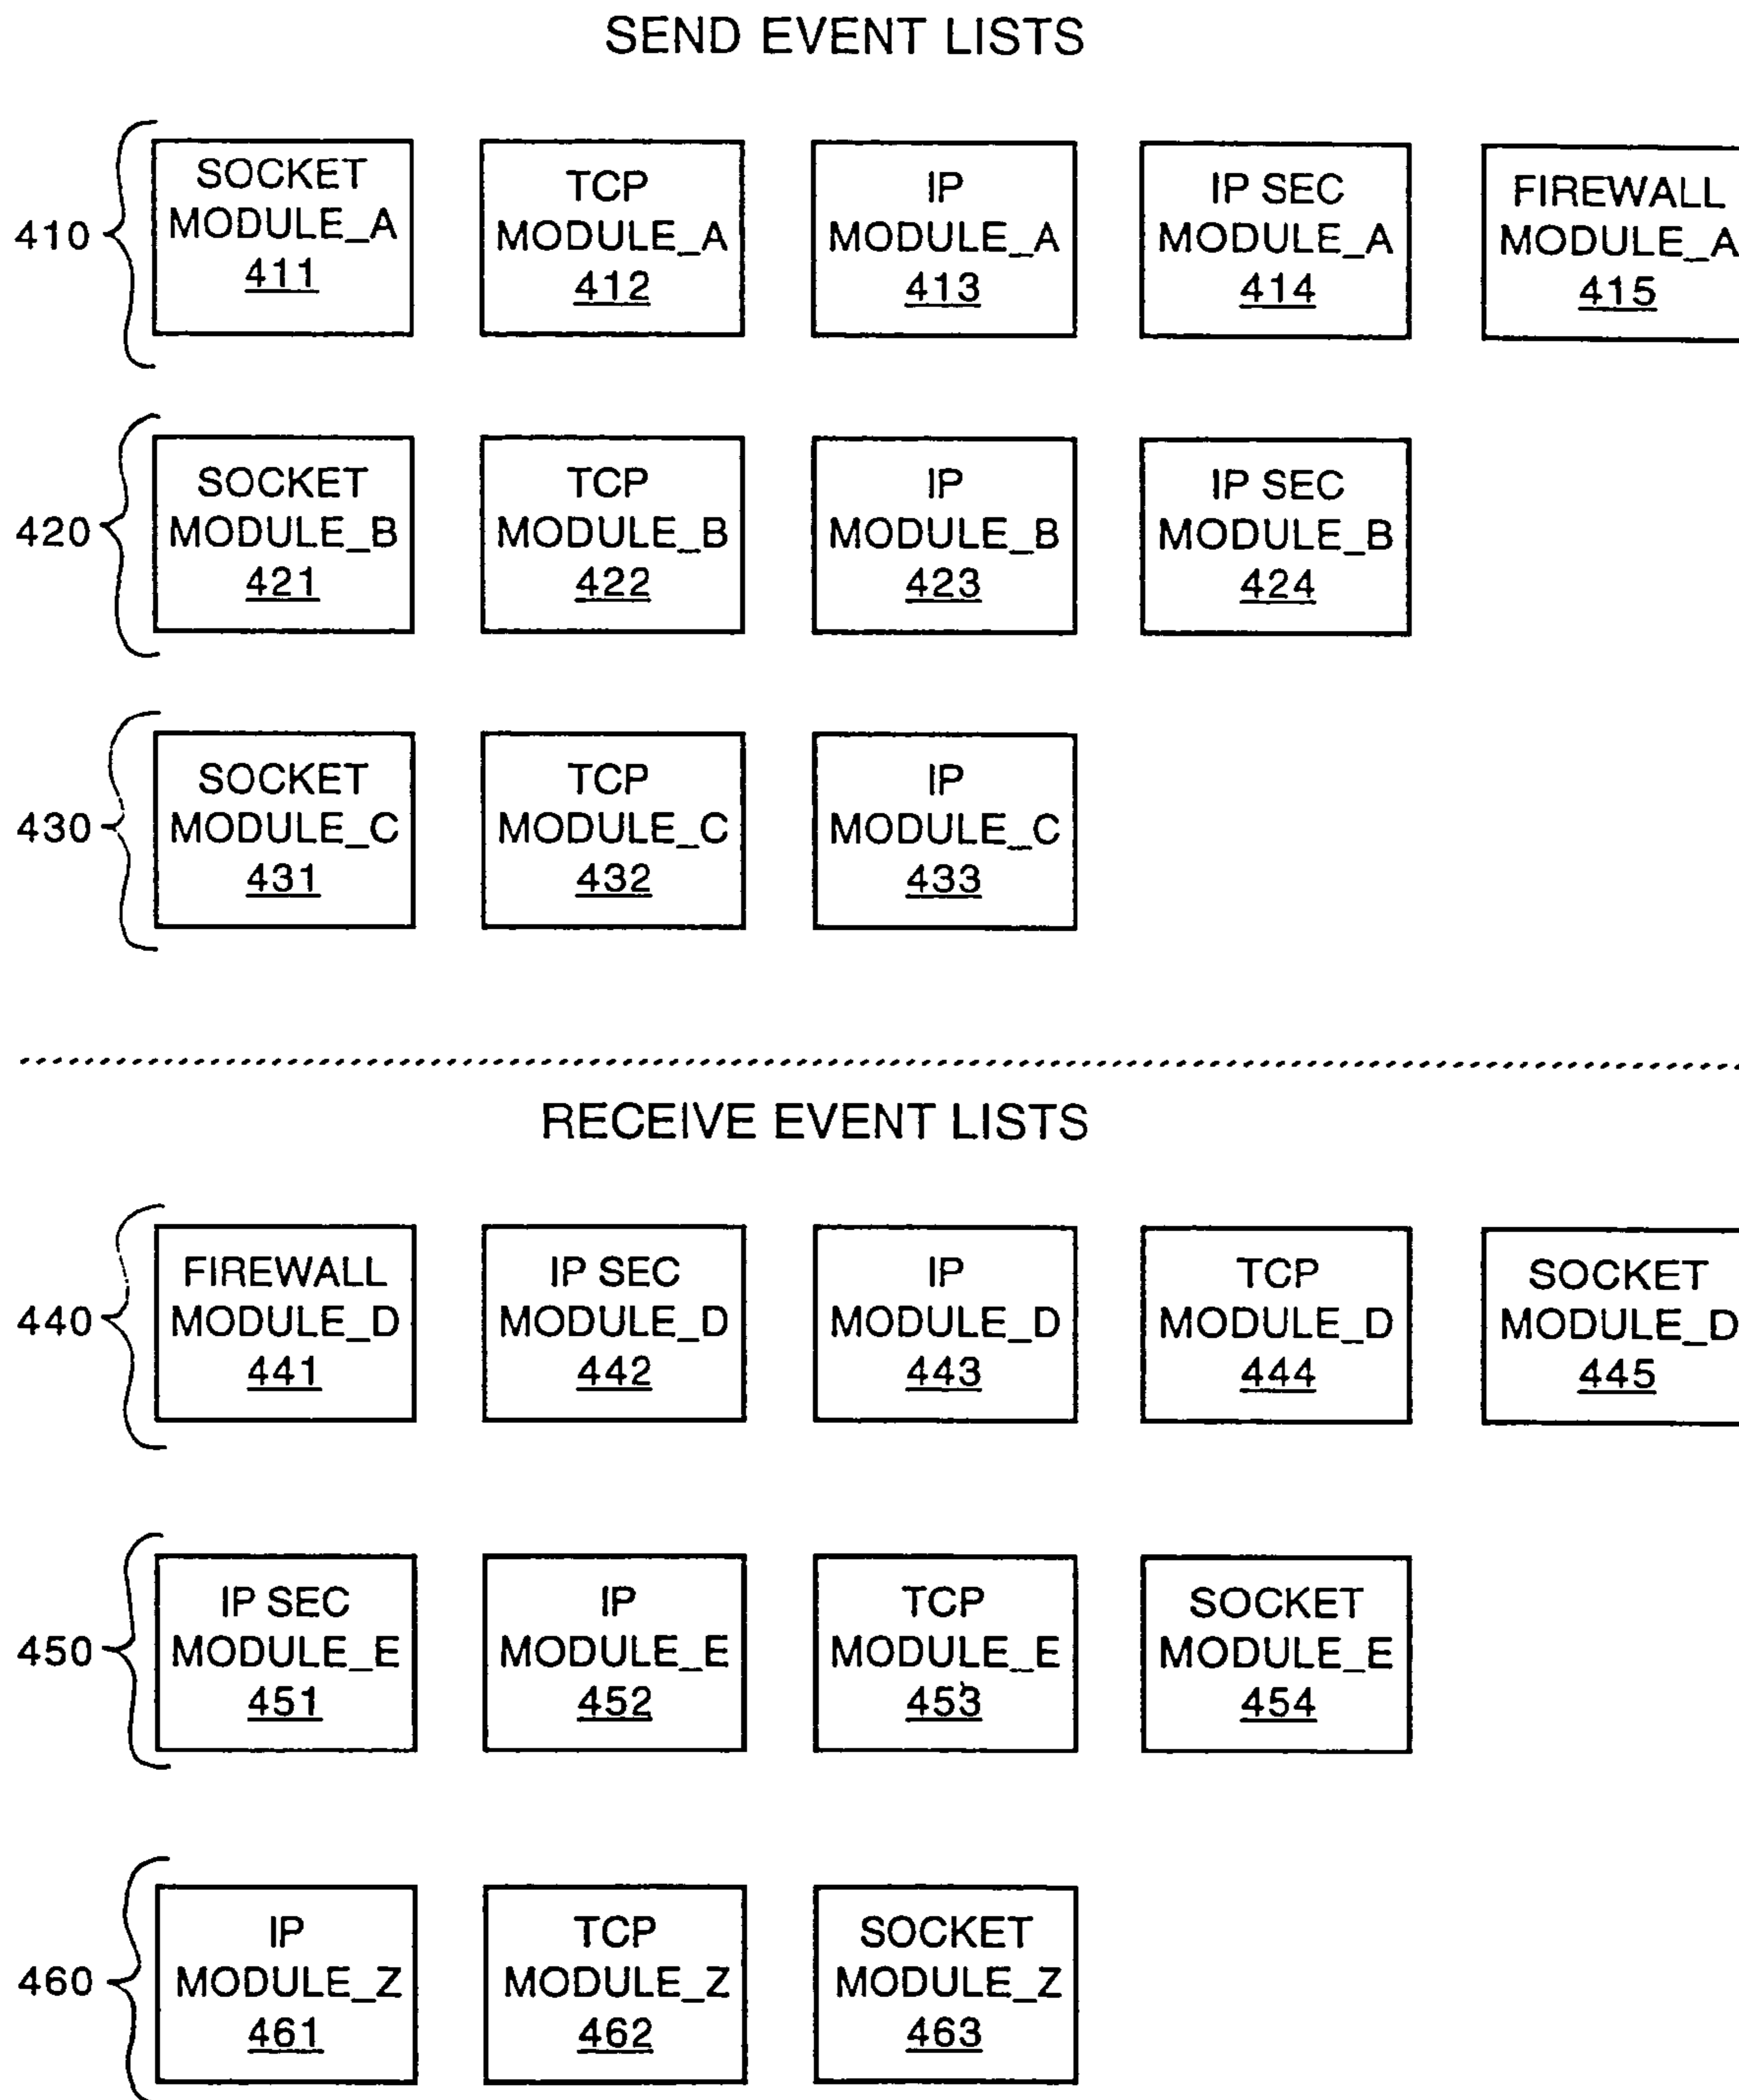 SEND EVENT LISTS
410
SOCKET
MODULE_A
411
TCP
MODULE_A
412
IP
MODULE_A
413
IP SEC
MODULE_A
414
FIREWALL
MODULE_A
415
420
SOCKET
MODULE_B
421
TCP
MODULE_B
422
IP
MODULE_B
423
IP SEC
MODULE_B
424
430
SOCKET
MODULE_C
431
TCP
MODULE_C
432
IP
MODULE_C
433
RECEIVE EVENT LISTS
440
FIREWALL
MODULE_D
441
IP SEC
MODULE_D
442
IP
MODULE_D
443
TCP
MODULE_D
444
SOCKET
MODULE_D
445
450
IP SEC
MODULE_E
451
IP
MODULE_E
452
TCP
MODULE_E
453
SOCKET
MODULE_E
454
460
IP
MODULE_Z
461
TCP
MODULE_Z
462
SOCKET
MODULE_Z
463